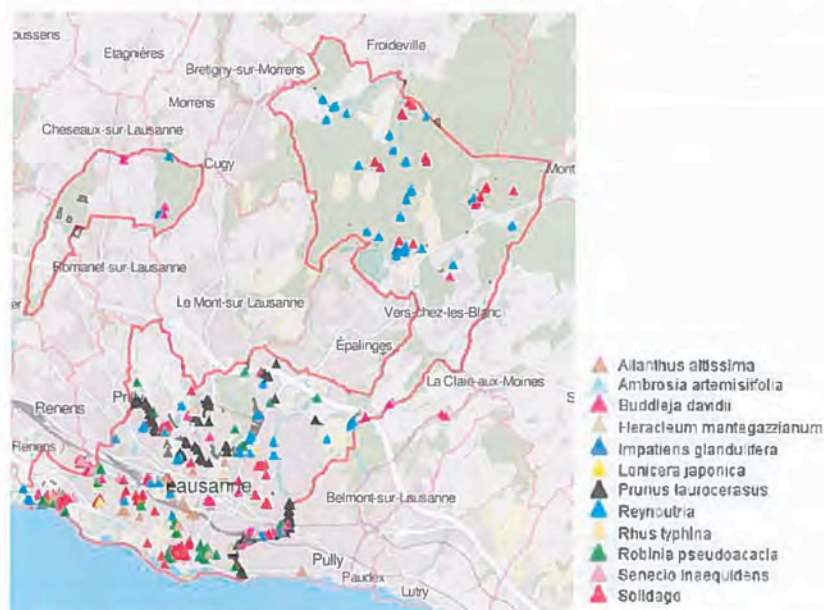 oussens
Etagnières
Froideville
Bretigny-sur-Morrens
Morrens
Cheseaux-sur-Lausanne
Cugy
Mont
Romanel-sur-Lausanne
er
Le Mont-sur-Lausanne
Vers-chez-les-Blanc
Épalinges
La Claie-aux-Moines
Renens
Prilly
S
Renens
Lausanne
Belmont-sur-Lausanne
Pully
Paudex
Lutry
Ailanthus altissima
Ambrosia artemisiifolia
Buddleja davidii
Heracleum mantegazzianum
Impatiens glandulifera
Lonicera japonica
Prunus laurocerasus
Reynoutria
Rhus typhina
Robinia pseudoacacia
Senecio inaequidens
Solidago